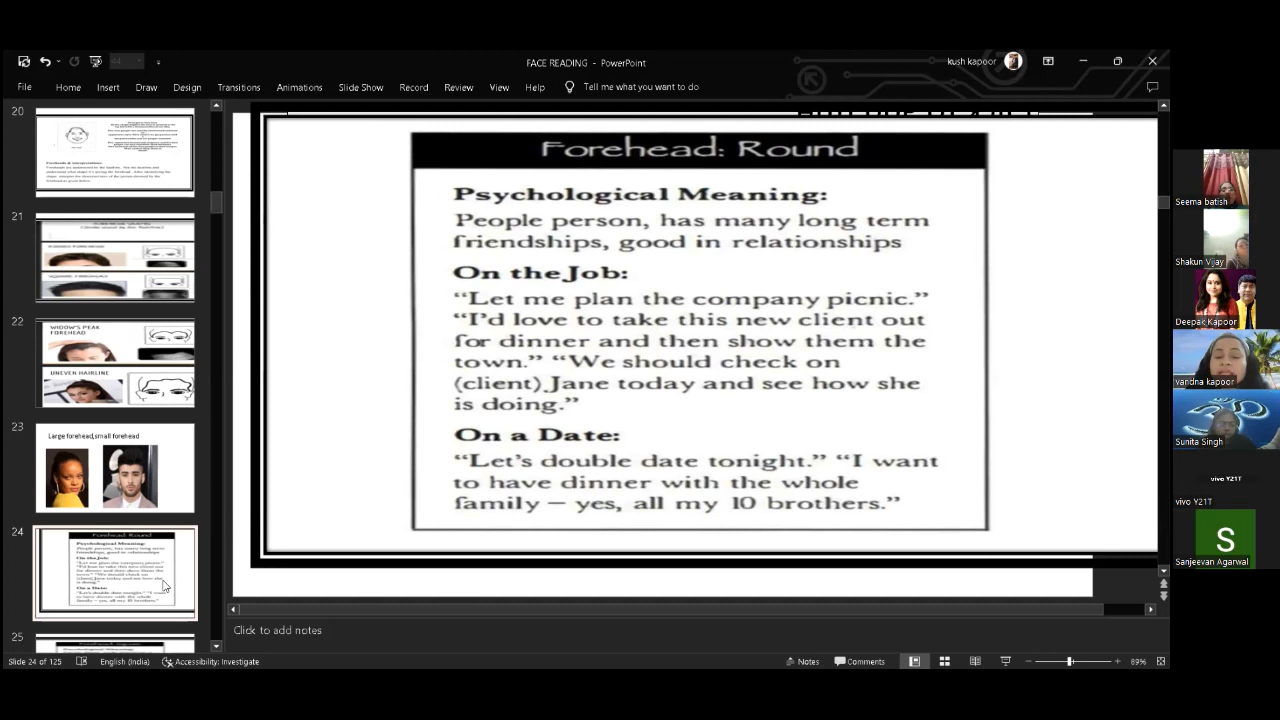 FACE READING - PowerPoint
kush kapoor
File Home Insert Draw Design Transitions Animations Slide Show Record Review View Help Tell me what you want to do
20
21
22
WIDOW'S PEAK
FOREHEAD
UNEVEN HAIRLINE
23
Large forehead,small forehead
24
25
Forehead: Round
Psychological Meaning:
People person, has many long term
friendships, good in relationships
On the Job:
“Let me plan the company picnic.”
“I’d love to take this new client out
for dinner and then show them the
town.” “We should check on
(client) Jane today and see how she
is doing.”
On a Date:
“Let’s double date tonight.” “I want
to have dinner with the whole
family – yes, all my 10 brothers.”
Click to add notes
Slide 24 of 125 English (India) Accessibility: Investigate Notes Comments 89%
Seema batish
Shakun Vijay
Deepak Kapoor
vandna kapoor
Sunita Singh
vivo Y21T
vivo Y21T
S
Sanjeevan Agarwal